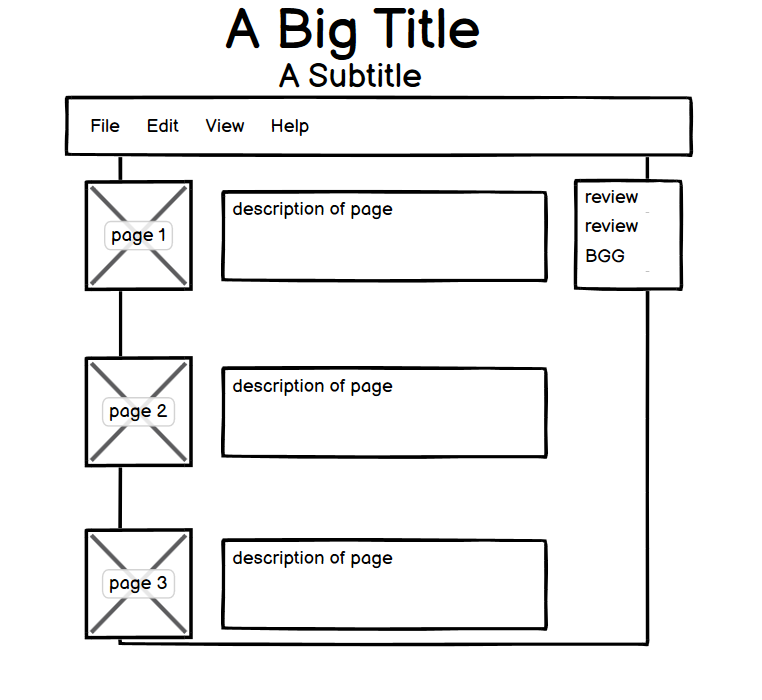 A Big Title
A Subtitle
File Edit View Help
page 1
description of page
review
review
BGG
page 2
description of page
page 3
description of page